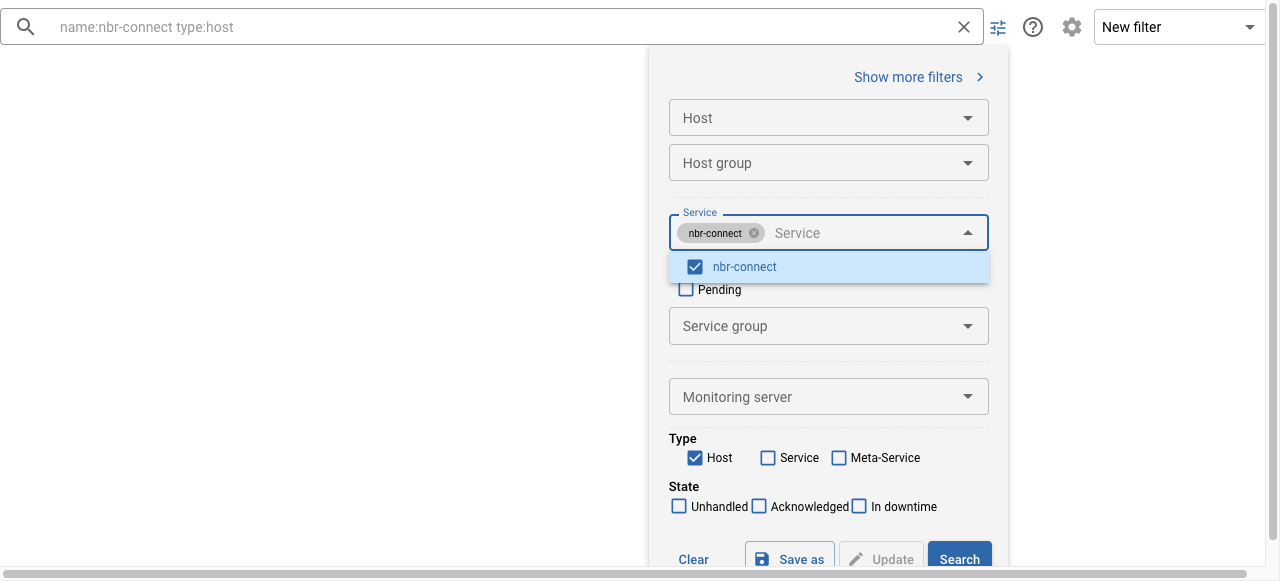 name:nbr-connect type:host
New filter
Show more filters
Host
Host group
Service
nbr-connect Service
nbr-connect
Pending
Service group
Monitoring server
Type
Host Service Meta-Service
State
Unhandled Acknowledged In downtime
Clear Save as Update Search